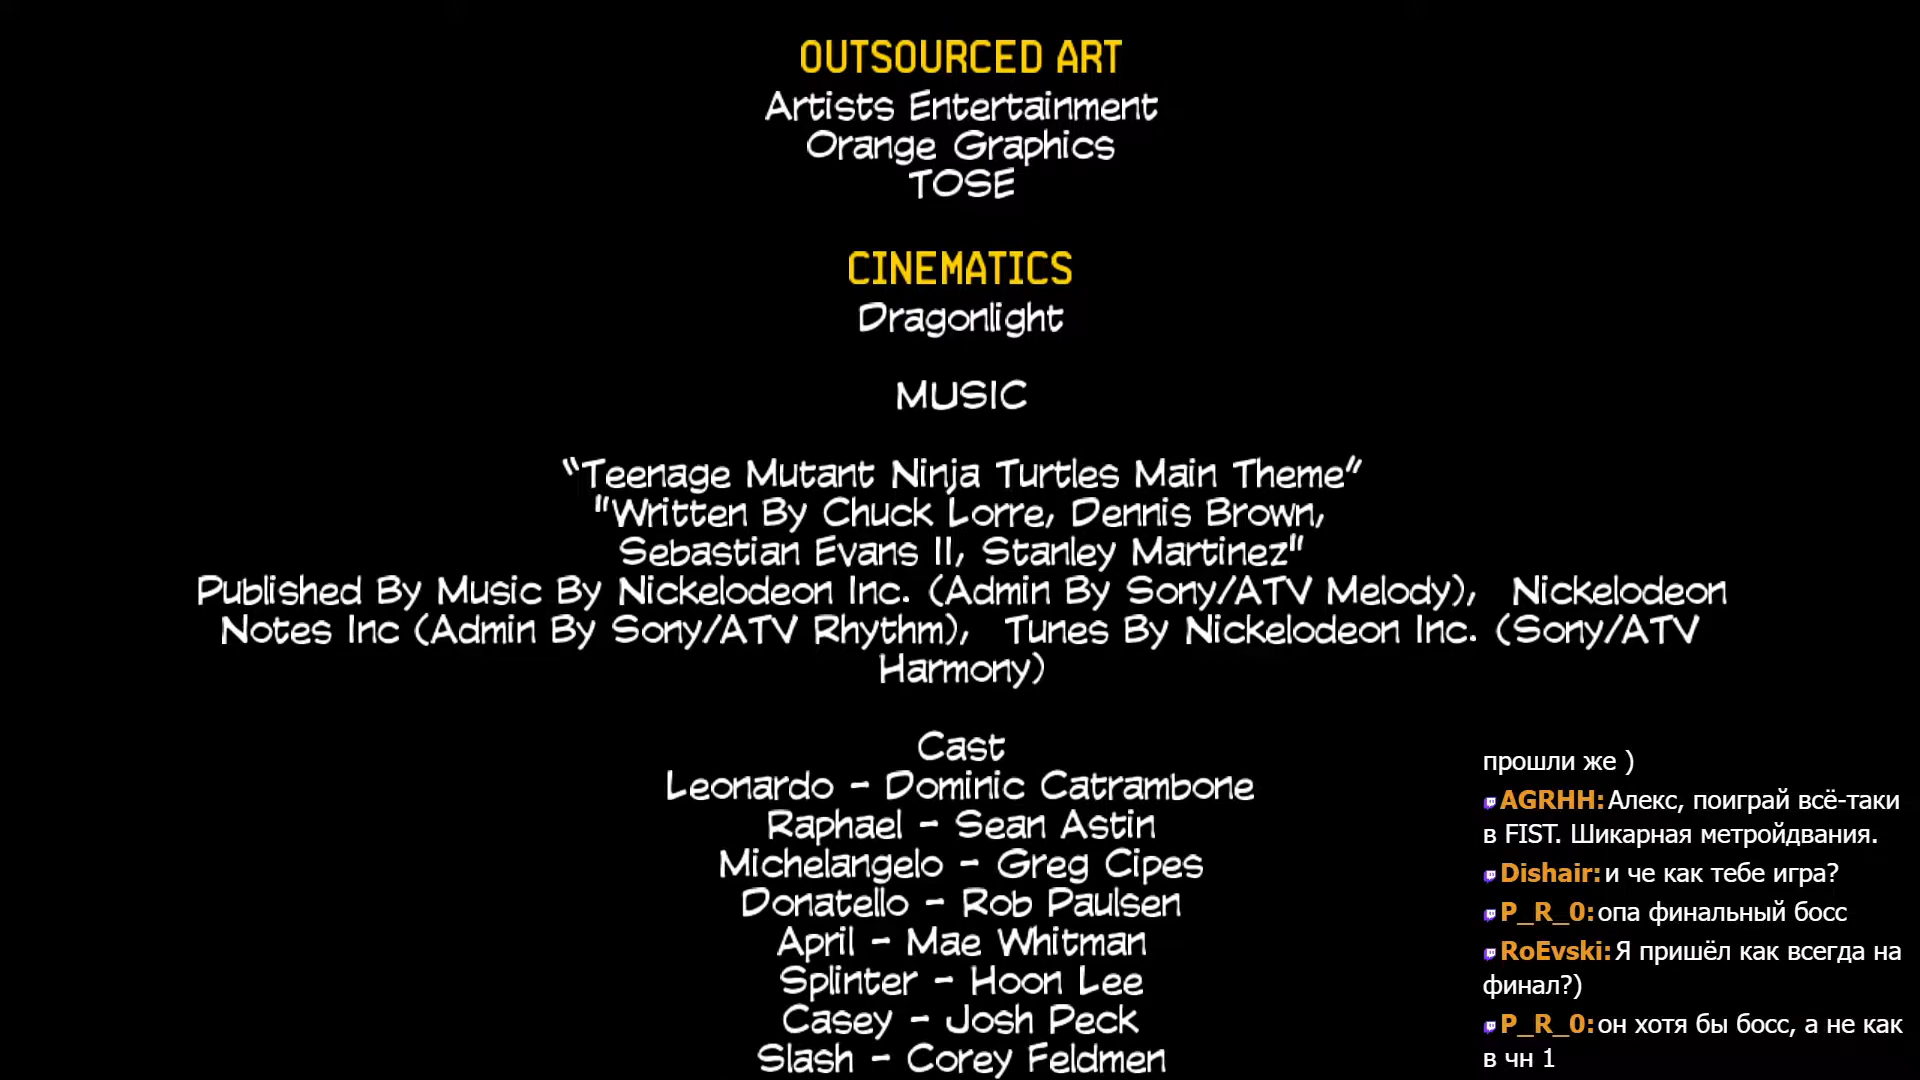 OUTSOURCED ART
Artists Entertainment
Orange Graphics
TOSE
CINEMATICS
Dragonlight
MUSIC
“Teenage Mutant Ninja Turtles Main Theme”
"Written By Chuck Lorre, Dennis Brown,
Sebastian Evans II, Stanley Martinez"
Published By Music By Nickelodeon Inc. (Admin By Sony/ATV Melody), Nickelodeon
Notes Inc (Admin By Sony/ATV Rhythm), Tunes By Nickelodeon Inc. (Sony/ATV
Harmony)
Cast
Leonardo - Dominic Catrambone
Raphael - Sean Astin
Michelangelo - Greg Cipes
Donatello - Rob Paulsen
April - Mae Whitman
Splinter - Hoon Lee
Casey - Josh Peck
Slash - Corey Feldmen
прошли же )
AGRHH: Алекс, поиграй всё-таки
в FIST. Шикарная метройдвания.
Dishair: и че как тебе игра?
P_R_0: опа финальный босс
RoEvski: Я пришёл как всегда на
финал?)
P_R_0: он хотя бы босс, а не как
в чн 1